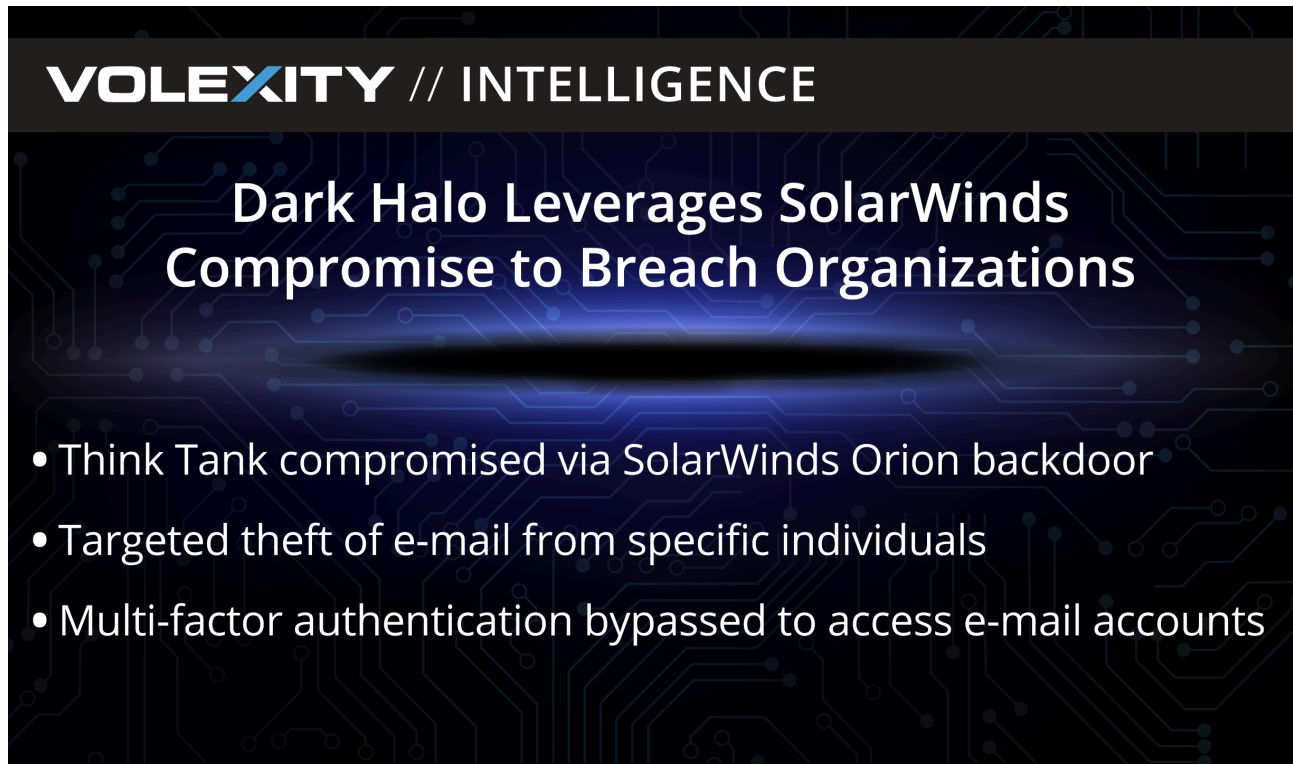 VOLEXITY // INTELLIGENCE
Dark Halo Leverages SolarWinds
Compromise to Breach Organizations
• Think Tank compromised via SolarWinds Orion backdoor
• Targeted theft of e-mail from specific individuals
• Multi-factor authentication bypassed to access e-mail accounts